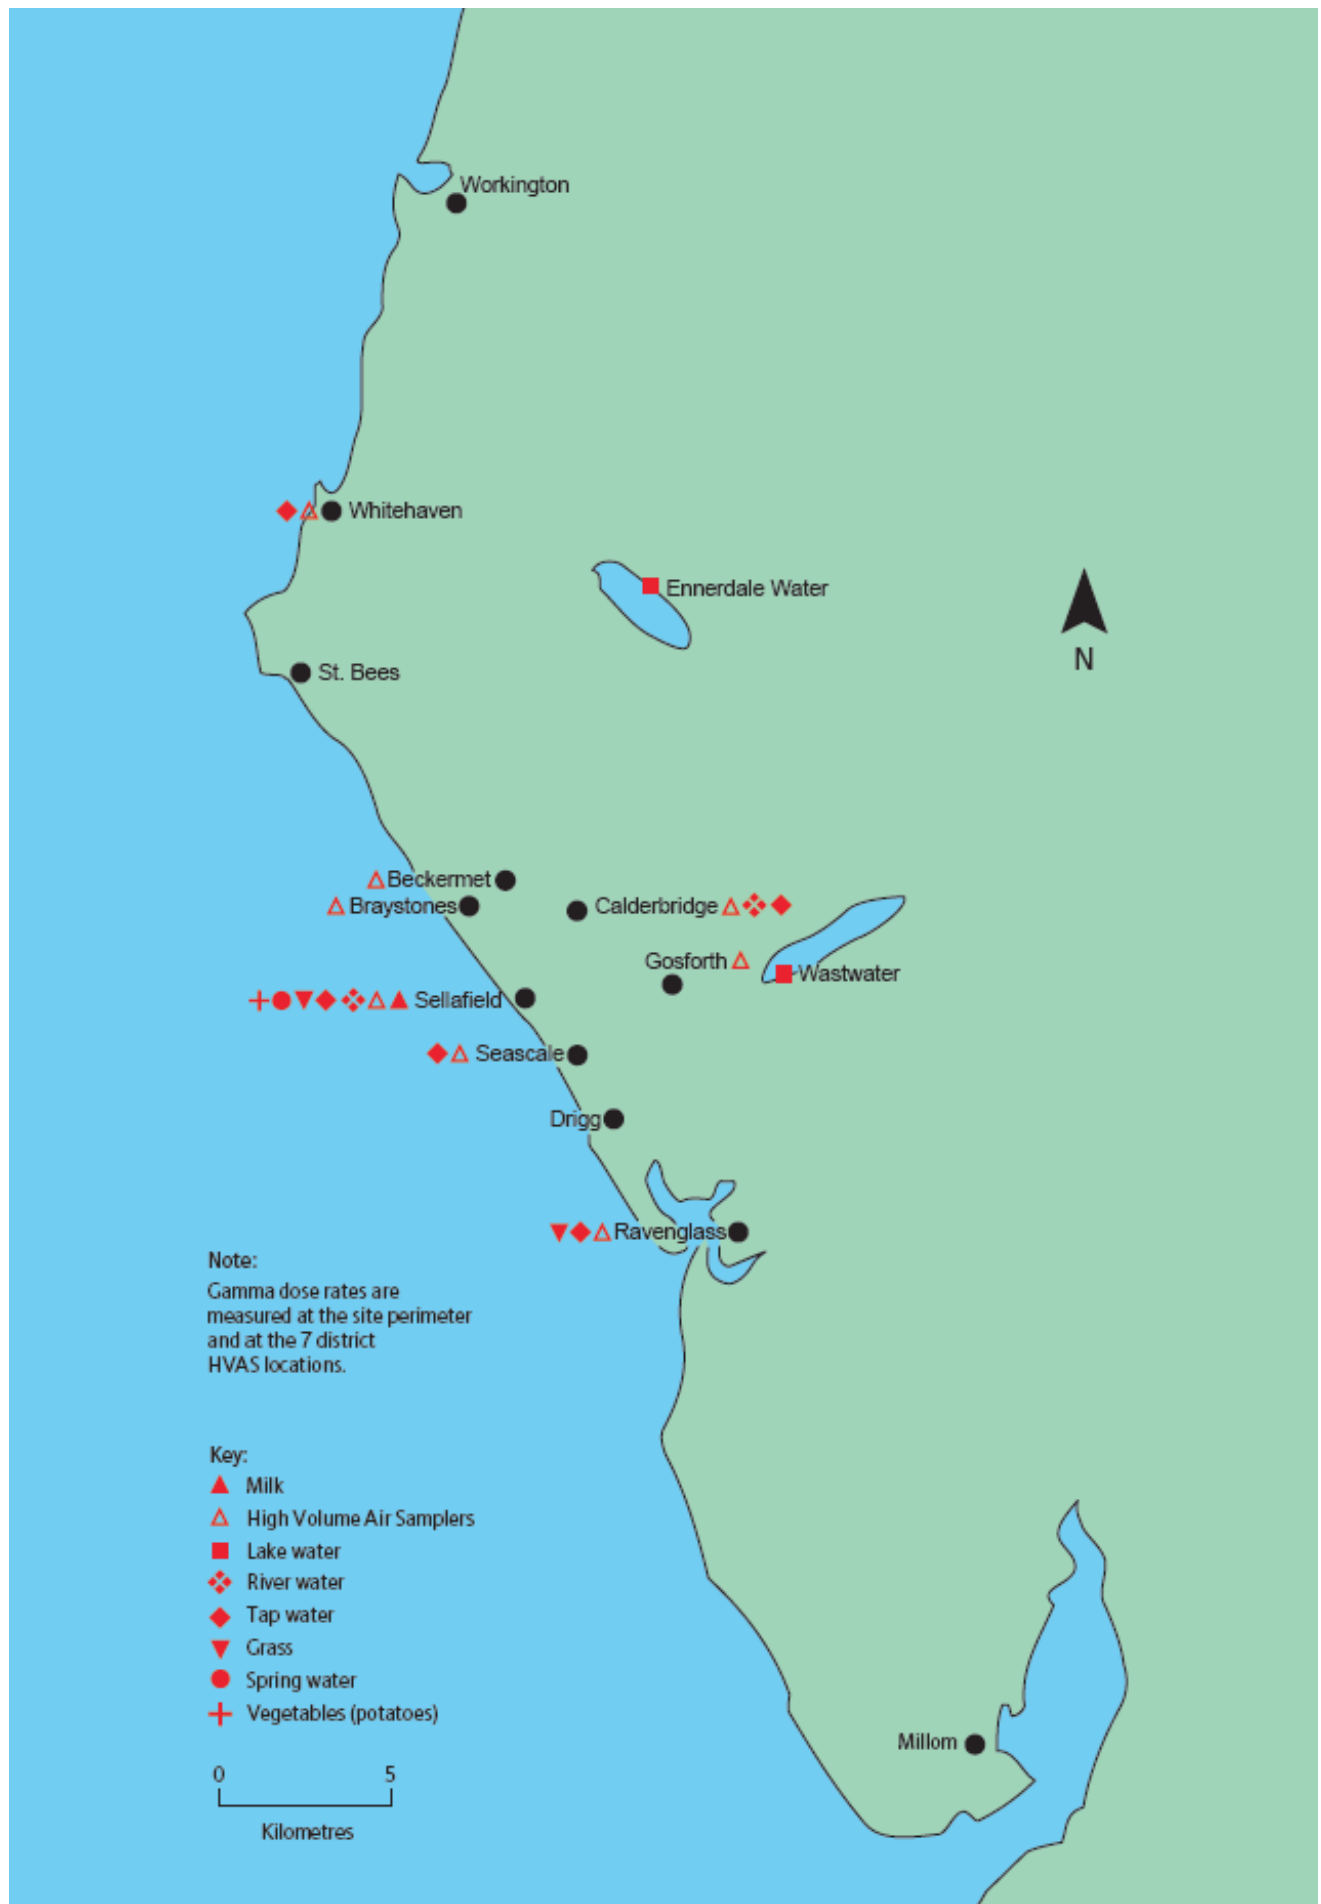 Workington
Whitehaven
Ennerdale Water
N
St. Bees
Beckermet
Braystones
Calderbridge
Gosforth
Wastwater
Sellafield
Seascale
Drigg
Ravenglass
Note:
Gamma dose rates are
measured at the site perimeter
and at the 7 district
HVAS locations.
Key:
Milk
High Volume Air Samplers
Lake water
River water
Tap water
Grass
Spring water
Vegetables (potatoes)
Millom
0 5
Kilometres